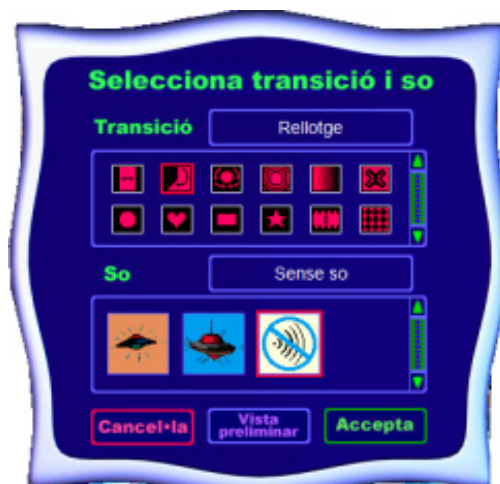 Selecciona transició i so
Transició
Rellotge
So
Sense so
Cancel•la
Vista
preliminar
Accepta